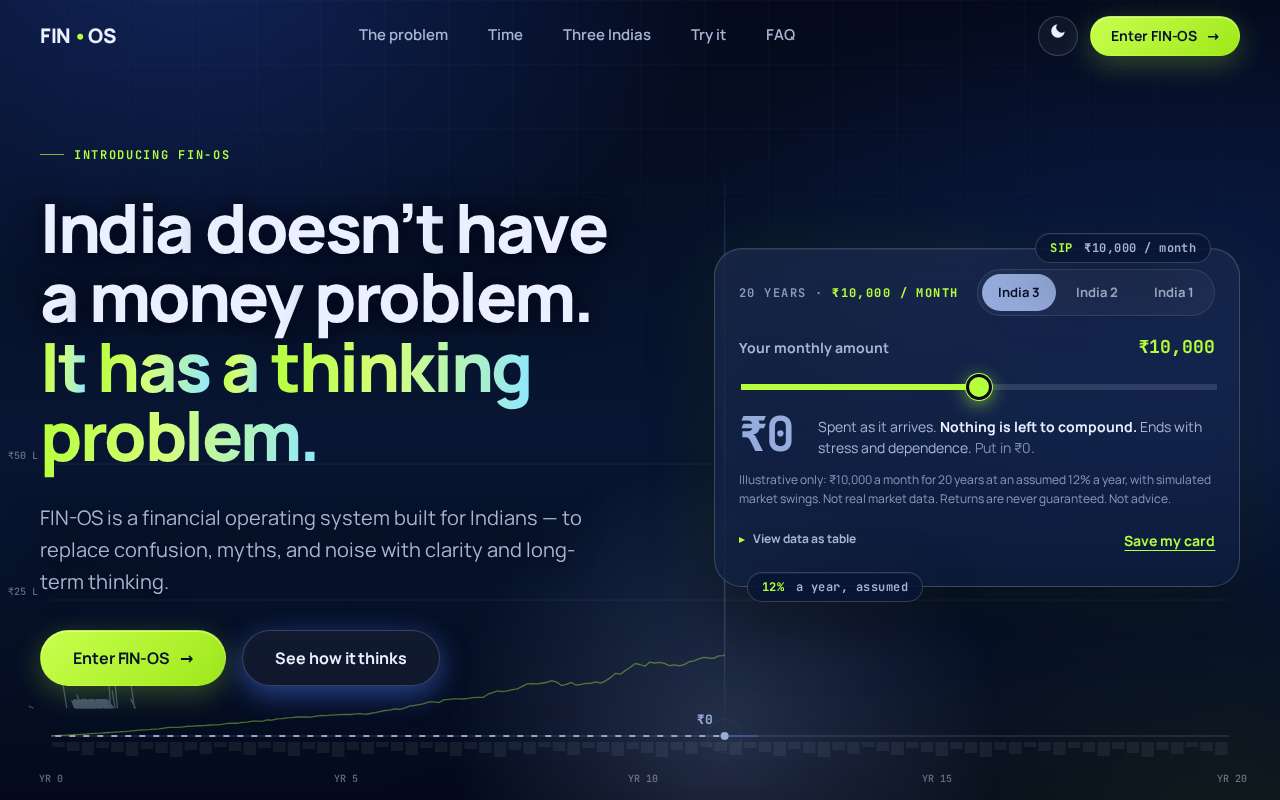 FIN • OS
The problem
Time
Three Indias
Try it
FAQ
Enter FIN-OS →
INTRODUCING FIN-OS
India doesn’t have
a money problem.
It has a thinking
problem.
FIN-OS is a financial operating system built for Indians — to
replace confusion, myths, and noise with clarity and long-
term thinking.
Enter FIN-OS →
See how it thinks
SIP ₹10,000 / month
20 YEARS · ₹10,000 / MONTH
India 3
India 2
India 1
Your monthly amount
₹10,000
₹0
Spent as it arrives. Nothing is left to compound. Ends with
stress and dependence. Put in ₹0.
Illustrative only: ₹10,000 a month for 20 years at an assumed 12% a year, with simulated
market swings. Not real market data. Returns are never guaranteed. Not advice.
▸ View data as table
Save my card
12% a year, assumed
₹50 L
₹25 L
₹0
YR 0
YR 5
YR 10
YR 15
YR 20